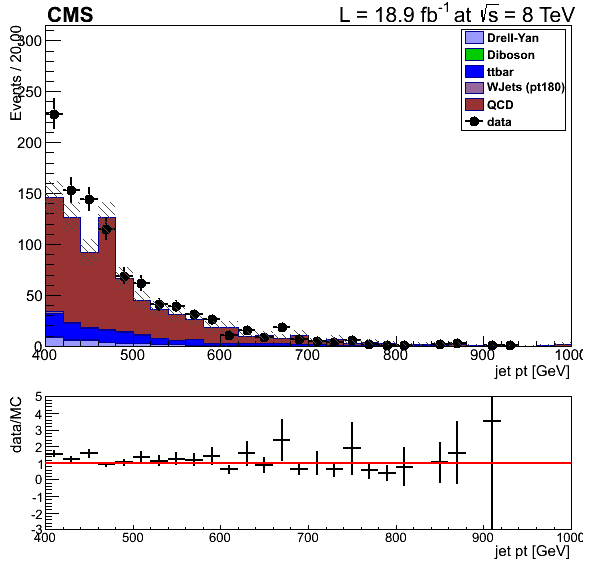 CMS L = 18.9 fb⁻¹ at √s = 8 TeV
Events / 20.00
300
250
200
150
100
50
0
Drell-Yan
Diboson
ttbar
WJets (pt180)
QCD
data
400 500 600 700 800 900 1000
jet pt [GeV]
data/MC
5
4
3
2
1
0
-1
-2
-3
400 500 600 700 800 900 1000
jet pt [GeV]